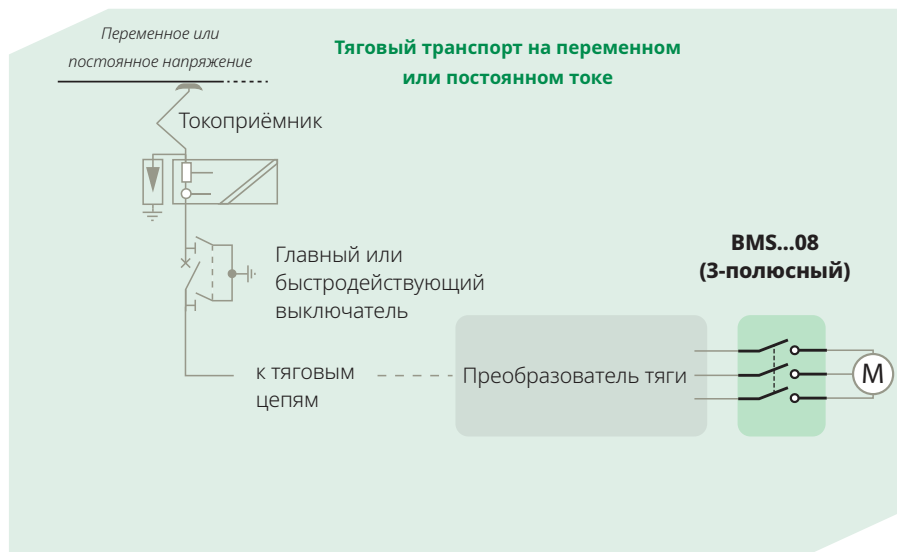 Переменное или
постоянное напряжение
Тяговый транспорт на переменном
или постоянном токе
Токоприёмник
Главный или
быстродействующий
выключатель
BMS...08
(3-полюсный)
к тяговым
цепям
Преобразователь тяги
M